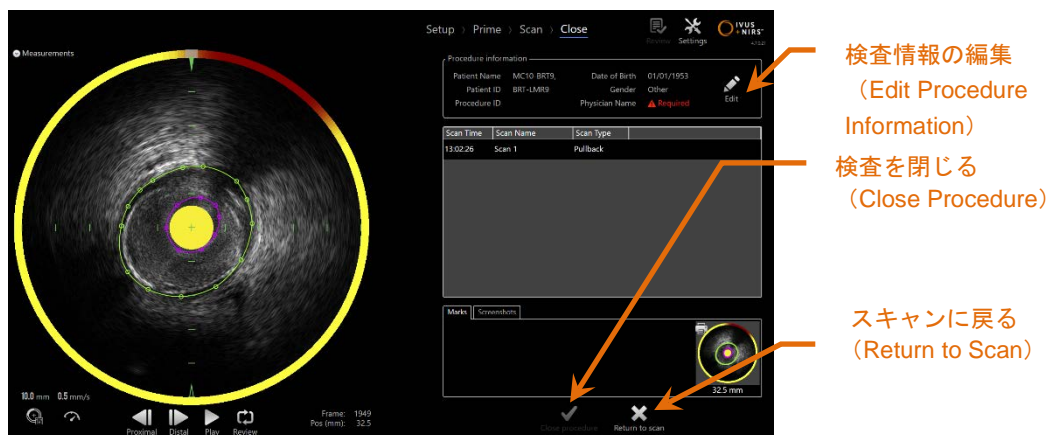 Setup > Prime > Scan > Close
Review
Settings
IVUS
+NIRS™
Measurements
Procedure information
Patient Name MC10 BRT9, Date of Birth 01/01/1953
Patient ID BRT-LMR9 Gender Other
Procedure ID Physician Name Required
Edit
Scan Time Scan Name Scan Type
13:02.26 Scan 1 Pullback
Marks Screenshots
32.5 mm
10.0 mm 0.5 mm/s
Proximal Distal Play Review
Frame: 1949
Pos (mm): 32.5
Close procedure Return to scan
検査情報の編集
（Edit Procedure
Information）
検査を閉じる
（Close Procedure）
スキャンに戻る
（Return to Scan）